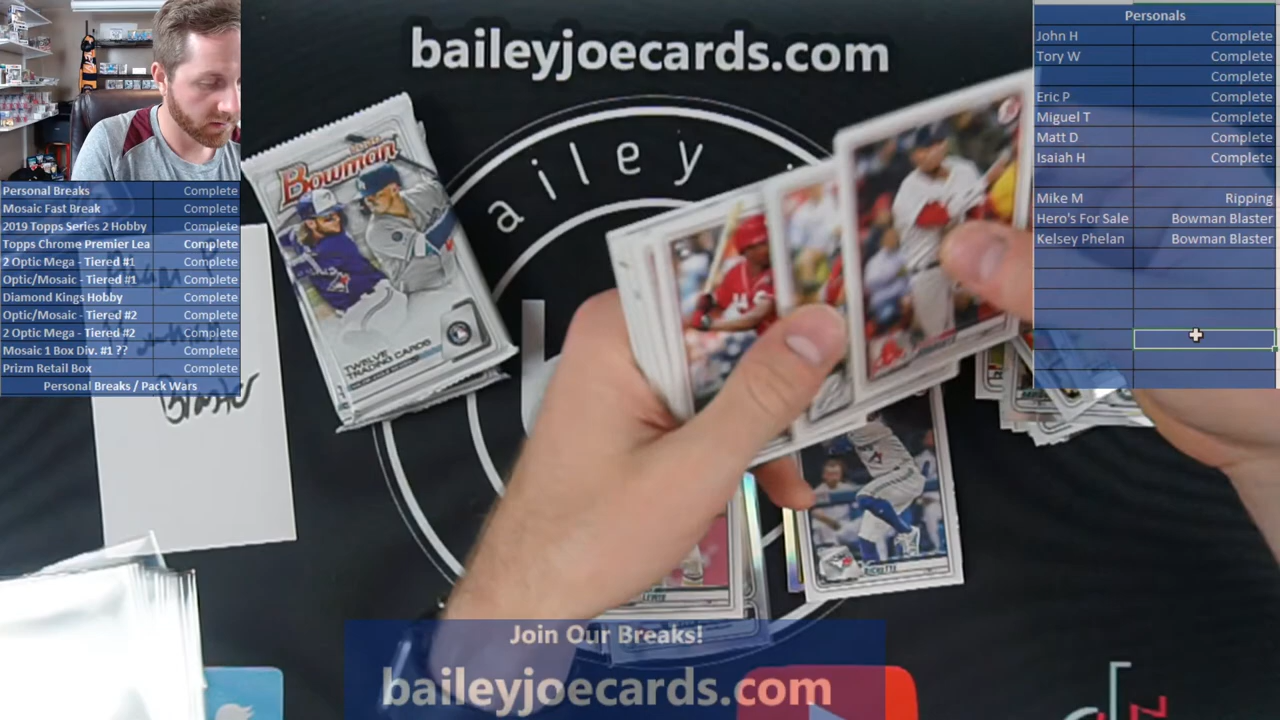 baileyjoecards.com
Personals
John H Complete
Tory W Complete
Complete
Eric P Complete
Miguel T Complete
Matt D Complete
Isaiah H Complete
Mike M Ripping
Hero's For Sale Bowman Blaster
Kelsey Phelan Bowman Blaster
Personal Breaks Complete
Mosaic Fast Break Complete
2019 Topps Series 2 Hobby Complete
Topps Chrome Premier Lea Complete
2 Optic Mega - Tiered #1 Complete
Optic/Mosaic - Tiered #1 Complete
Diamond Kings Hobby Complete
Optic/Mosaic - Tiered #2 Complete
2 Optic Mega - Tiered #2 Complete
Mosaic 1 Box Div. #1 ?? Complete
Prizm Retail Box Complete
Personal Breaks / Pack Wars
Blaster
Bowman
TWELVE
TRADING CARDS
ailey
LEWIS
Join Our Breaks!
baileyjoecards.com